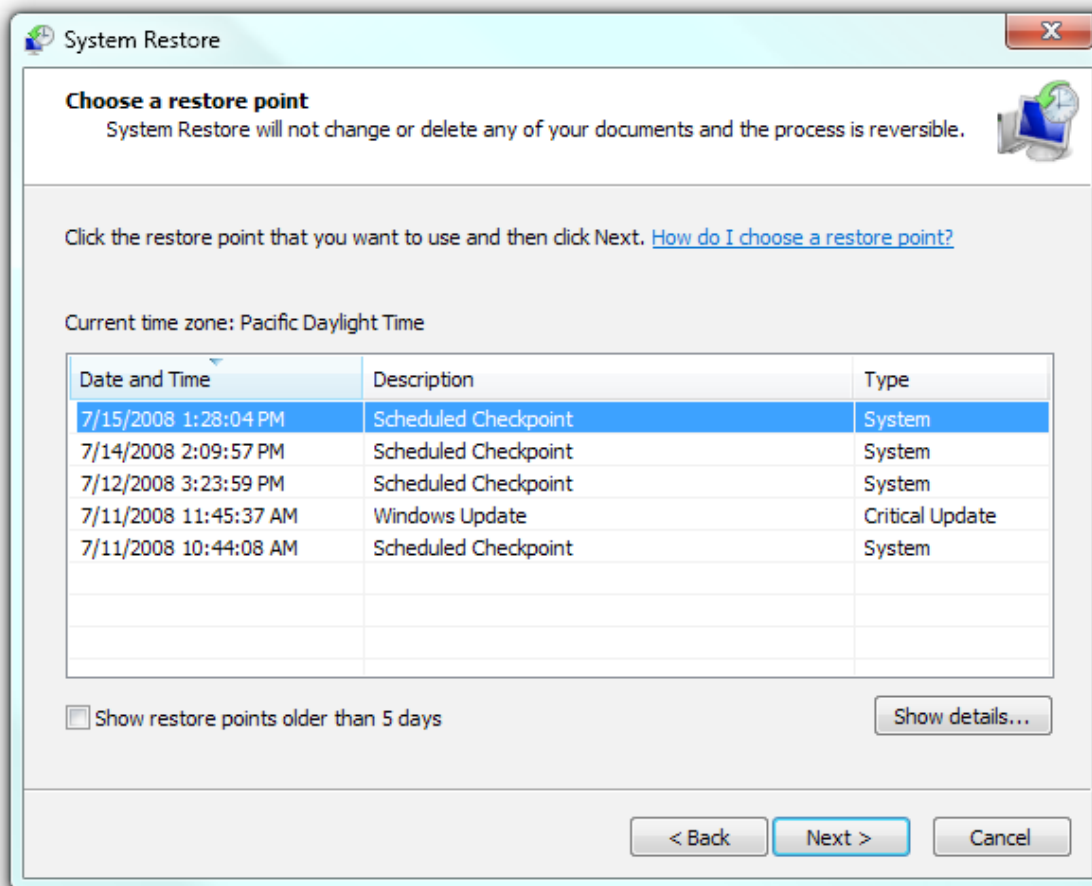 System Restore
Choose a restore point
System Restore will not change or delete any of your documents and the process is reversible.
Click the restore point that you want to use and then click Next. How do I choose a restore point?
Current time zone: Pacific Daylight Time
Date and Time Description Type
7/15/2008 1:28:04 PM Scheduled Checkpoint System
7/14/2008 2:09:57 PM Scheduled Checkpoint System
7/12/2008 3:23:59 PM Scheduled Checkpoint System
7/11/2008 11:45:37 AM Windows Update Critical Update
7/11/2008 10:44:08 AM Scheduled Checkpoint System
Show restore points older than 5 days Show details...
< Back Next > Cancel